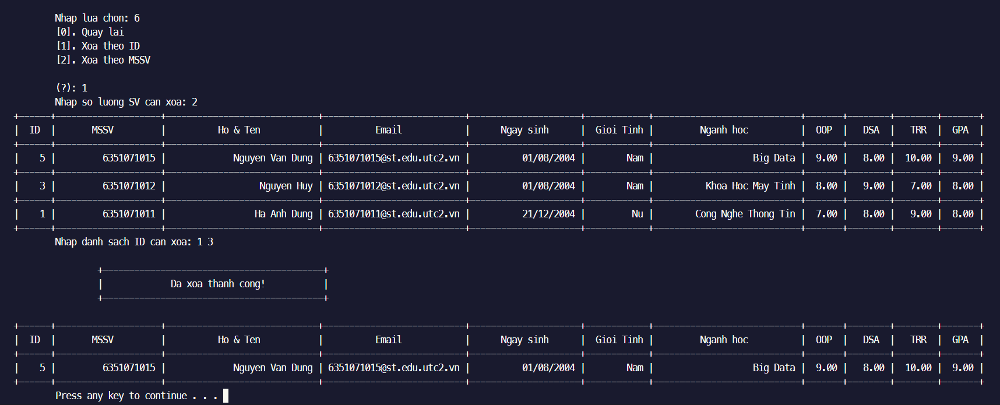 Nhap lua chon: 6
[0]. Quay lai
[1]. Xoa theo ID
[2]. Xoa theo MSSV
(?): 1
Nhap so luong SV can xoa: 2
| ID | MSSV | Ho & Ten | Email | Ngay sinh | Gioi Tinh | Nganh hoc | OOP | DSA | TRR | GPA |
| 5 | 6351071015 | Nguyen Van Dung | 6351071015@st.edu.utc2.vn | 01/08/2004 | Nam | Big Data | 9.00 | 8.00 | 10.00 | 9.00 |
| 3 | 6351071012 | Nguyen Huy | 6351071012@st.edu.utc2.vn | 01/08/2004 | Nam | Khoa Hoc May Tinh | 8.00 | 9.00 | 7.00 | 8.00 |
| 1 | 6351071011 | Ha Anh Dung | 6351071011@st.edu.utc2.vn | 21/12/2004 | Nu | Cong Nghe Thong Tin | 7.00 | 8.00 | 9.00 | 8.00 |
Nhap danh sach ID can xoa: 1 3
| Da xoa thanh cong! |
| ID | MSSV | Ho & Ten | Email | Ngay sinh | Gioi Tinh | Nganh hoc | OOP | DSA | TRR | GPA |
| 5 | 6351071015 | Nguyen Van Dung | 6351071015@st.edu.utc2.vn | 01/08/2004 | Nam | Big Data | 9.00 | 8.00 | 10.00 | 9.00 |
Press any key to continue . . .